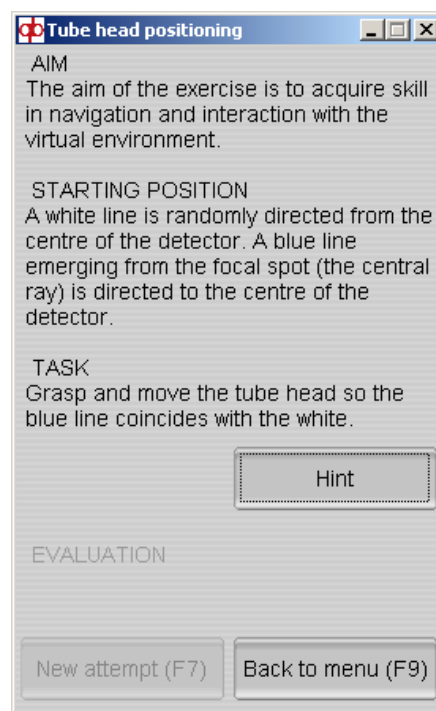 Tube head positioning
AIM
The aim of the exercise is to acquire skill
in navigation and interaction with the
virtual environment.
STARTING POSITION
A white line is randomly directed from the
centre of the detector. A blue line
emerging from the focal spot (the central
ray) is directed to the centre of the
detector.
TASK
Grasp and move the tube head so the
blue line coincides with the white.
Hint
EVALUATION
New attempt (F7)
Back to menu (F9)